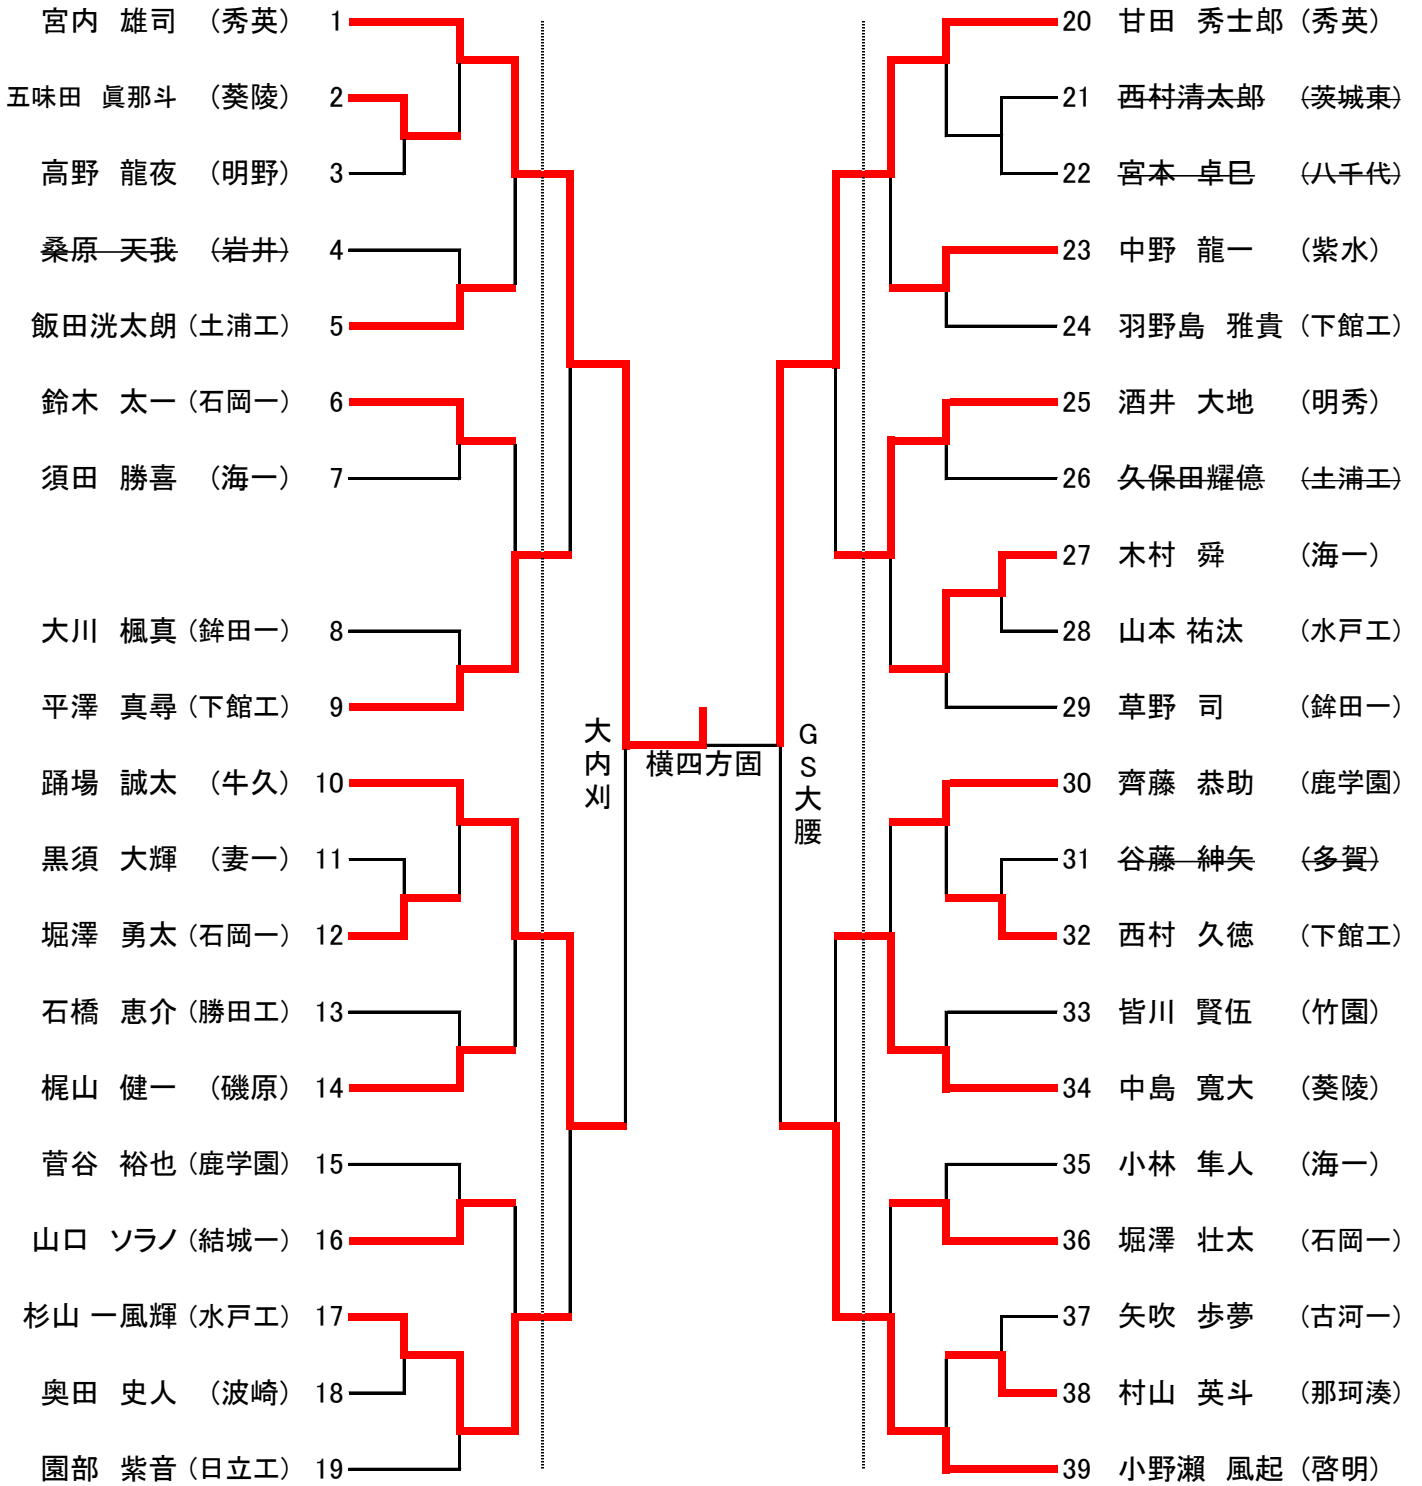 宮内 雄司 (秀英) 1
五味田 眞那斗 (葵陵) 2
高野 龍夜 (明野) 3
桑原 天我 (岩井) 4
飯田洸太朗 (土浦工) 5
鈴木 太一 (石岡一) 6
須田 勝喜 (海一) 7
大川 楓真 (鉾田一) 8
平澤 真尋 (下館工) 9
踊場 誠太 (牛久) 10
黒須 大輝 (妻一) 11
堀澤 勇太 (石岡一) 12
石橋 恵介 (勝田工) 13
梶山 健一 (磯原) 14
菅谷 裕也 (鹿学園) 15
山口 ソラノ (結城一) 16
杉山 一風輝 (水戸工) 17
奥田 史人 (波崎) 18
園部 紫音 (日立工) 19
大内刈
横四方固
GS大腰
20 甘田 秀士郎 (秀英)
21 西村清太郎 (茨城東)
22 宮本 卓巳 (八千代)
23 中野 龍一 (紫水)
24 羽野島 雅貴 (下館工)
25 酒井 大地 (明秀)
26 久保田耀億 (土浦工)
27 木村 舜 (海一)
28 山本 祐汰 (水戸工)
29 草野 司 (鉾田一)
30 齊藤 恭助 (鹿学園)
31 谷藤 紳矢 (多賀)
32 西村 久徳 (下館工)
33 皆川 賢伍 (竹園)
34 中島 寛大 (葵陵)
35 小林 隼人 (海一)
36 堀澤 壮太 (石岡一)
37 矢吹 歩夢 (古河一)
38 村山 英斗 (那珂湊)
39 小野瀬 風起 (啓明)